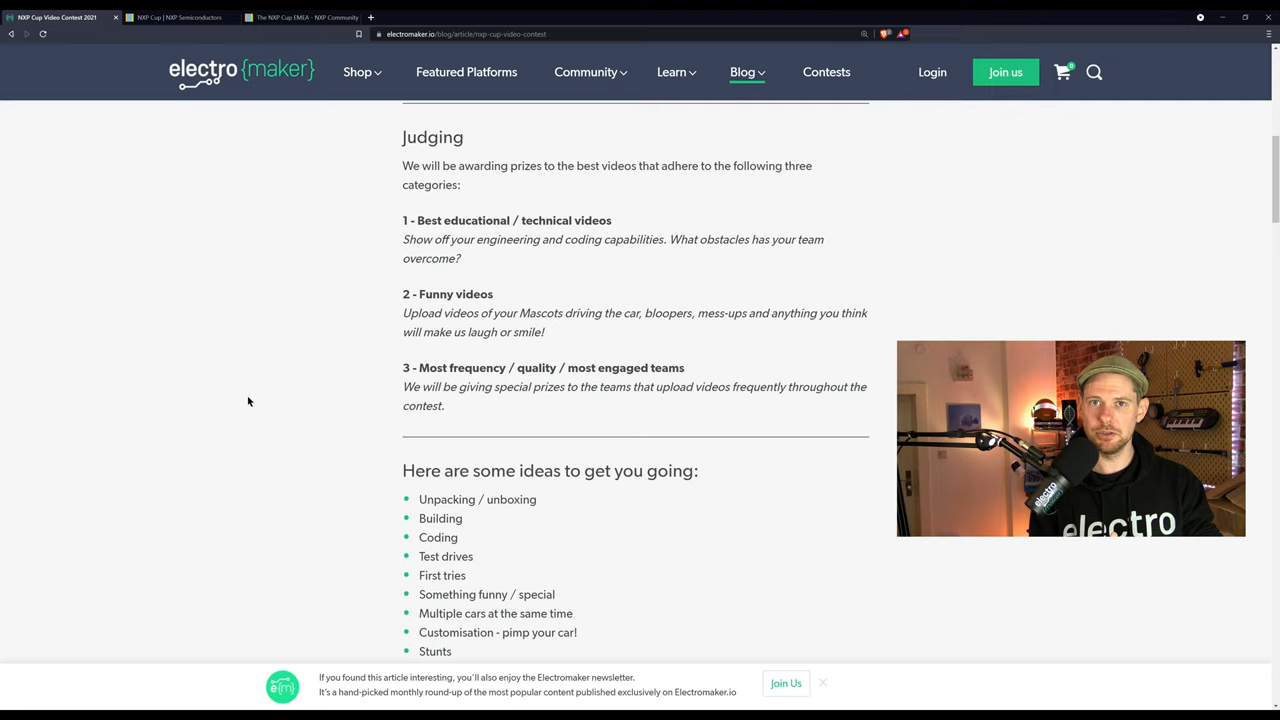 NXP Cup Video Contest 2021
NXP Cup | NXP Semiconductors
The NXP Cup EMEA - NXP Community
electromaker.io/blog/article/nxp-cup-video-contest
electro{maker}
Shop
Featured Platforms
Community
Learn
Blog
Contests
Login
Join us
0
Judging
We will be awarding prizes to the best videos that adhere to the following three
categories:
1 - Best educational / technical videos
Show off your engineering and coding capabilities. What obstacles has your team
overcome?
2 - Funny videos
Upload videos of your Mascots driving the car, bloopers, mess-ups and anything you think
will make us laugh or smile!
3 - Most frequency / quality / most engaged teams
We will be giving special prizes to the teams that upload videos frequently throughout the
contest.
Here are some ideas to get you going:
Unpacking / unboxing
Building
Coding
Test drives
First tries
Something funny / special
Multiple cars at the same time
Customisation - pimp your car!
Stunts
electro
electro
e{m}
If you found this article interesting, you'll also enjoy the Electromaker newsletter.
It's a hand-picked monthly round-up of the most popular content published exclusively on Electromaker.io
Join Us